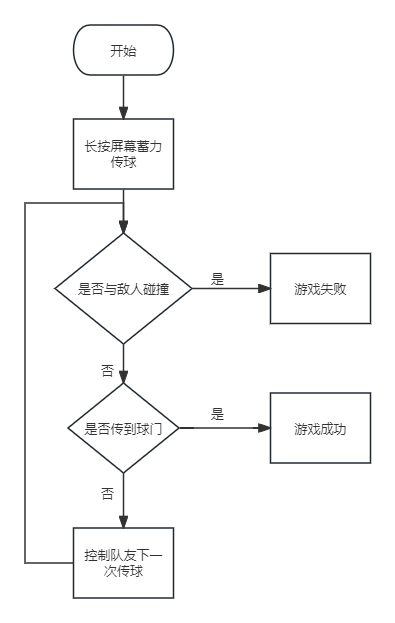 开始
长按屏幕蓄力
传球
是否与敌人碰撞
是
游戏失败
否
是否传到球门
是
游戏成功
否
控制队友下一
次传球